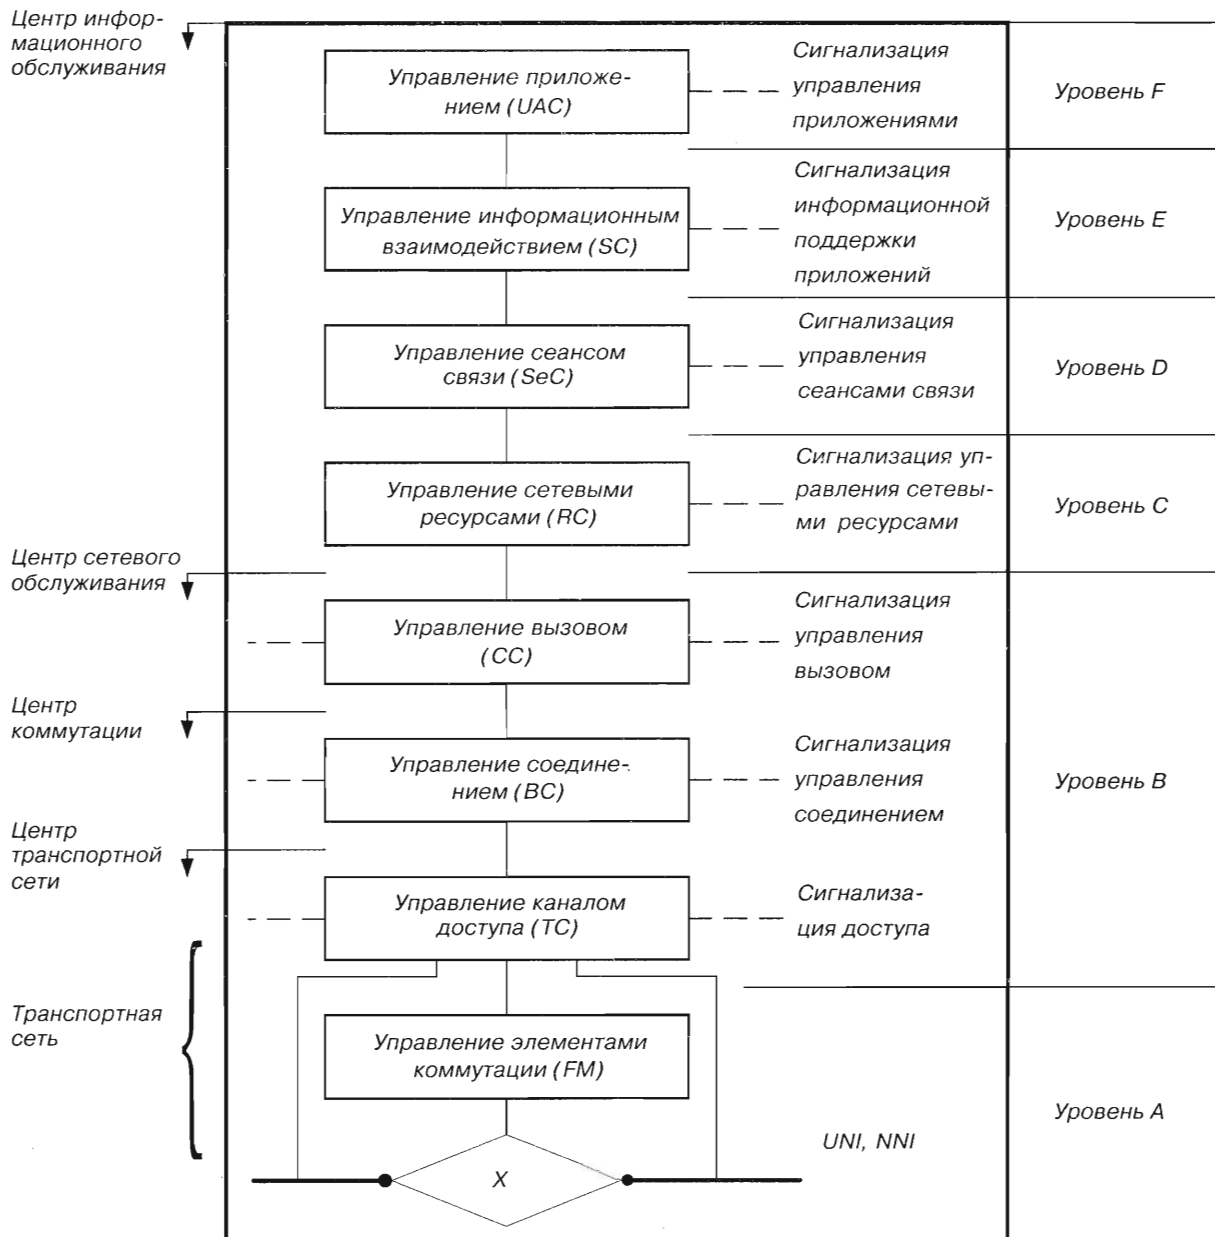 Центр инфор-
мационного
обслуживания
Управление приложе-
нием (UAC)
Сигнализация
управления
приложениями
Уровень F
Управление информационным
взаимодействием (SC)
Сигнализация
информационной
поддержки
приложений
Уровень E
Управление сеансом
связи (SeC)
Сигнализация
управления
сеансами связи
Уровень D
Управление сетевыми
ресурсами (RC)
Сигнализация уп-
равления сетевы-
ми ресурсами
Уровень C
Центр сетевого
обслуживания
Управление вызовом
(CC)
Сигнализация
управления
вызовом
Центр
коммутации
Управление соедине-
нием (BC)
Сигнализация
управления
соединением
Уровень B
Центр
транспортной
сети
Управление каналом
доступа (TC)
Сигнализа-
ция доступа
Транспортная
сеть
Управление элементами
коммутации (FM)
X
UNI, NNI
Уровень A